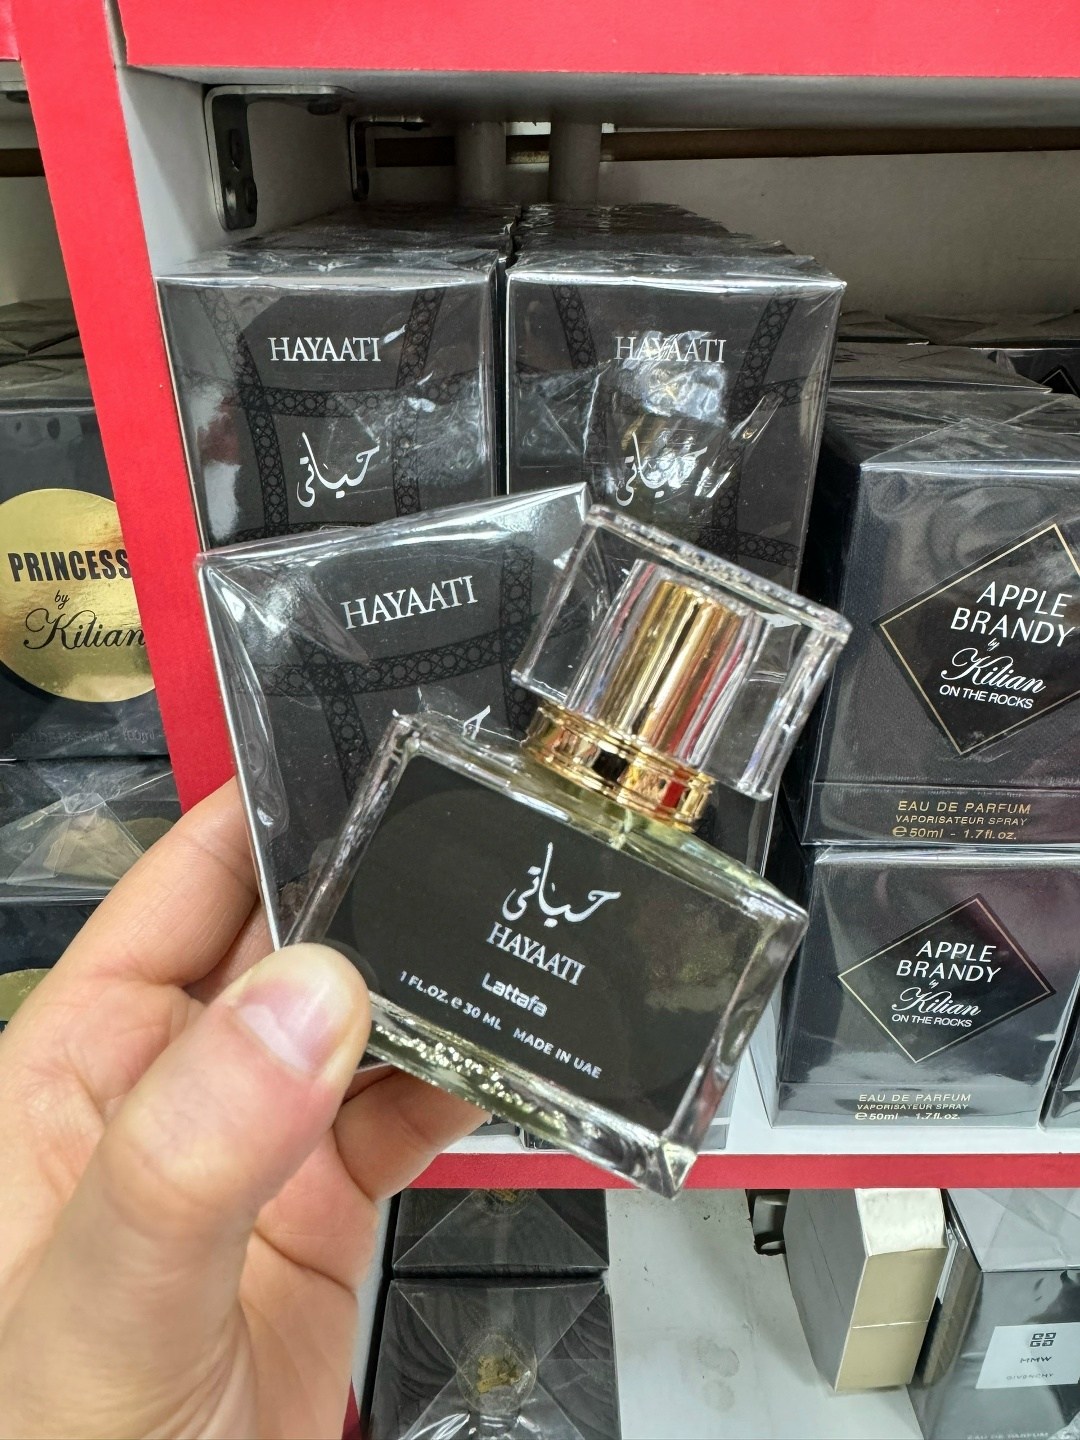 HAYAATI
حياتي
HAYAATI
حياتي
HAYAATI
حياتي
HAYAATI
Lattafa
1 FL.OZ. e 30 ML MADE IN UAE
PRINCESS
by
Kilian
APPLE
BRANDY
by
Kilian
ON THE ROCKS
EAU DE PARFUM
VAPORISATEUR SPRAY
e 50ml - 1.7fl.oz.
APPLE
BRANDY
by
Kilian
ON THE ROCKS
EAU DE PARFUM
VAPORISATEUR SPRAY
e 50ml - 1.7fl.oz.
MMW
GIVENCHY